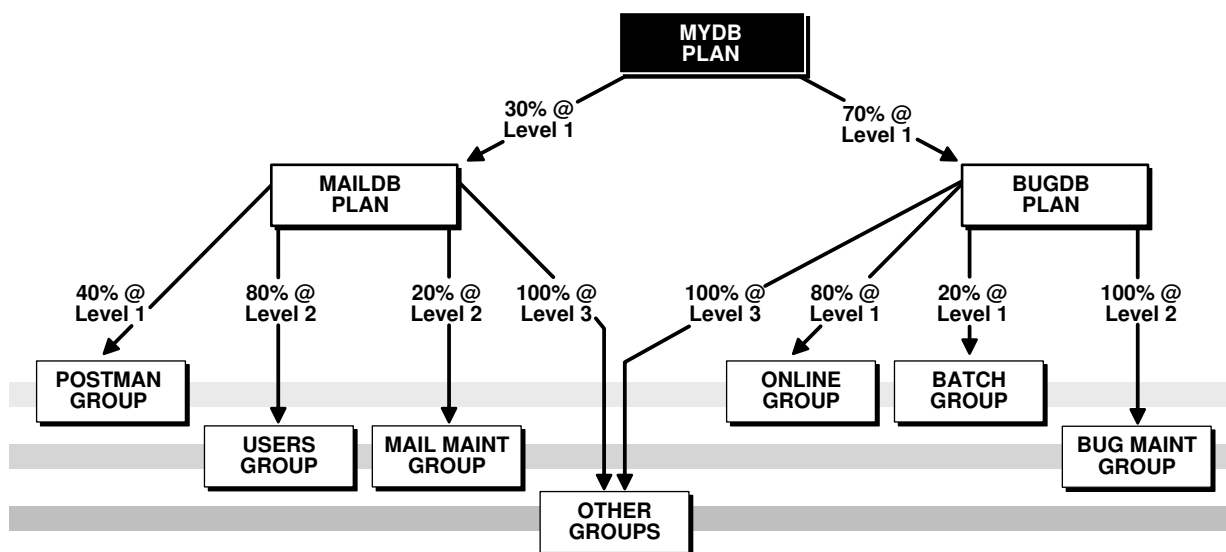 MYDB
PLAN
30% @
Level 1
70% @
Level 1
MAILDB
PLAN
BUGDB
PLAN
40% @
Level 1
80% @
Level 2
20% @
Level 2
100% @
Level 3
100% @
Level 3
80% @
Level 1
20% @
Level 1
100% @
Level 2
POSTMAN
GROUP
ONLINE
GROUP
BATCH
GROUP
USERS
GROUP
MAIL MAINT
GROUP
BUG MAINT
GROUP
OTHER
GROUPS